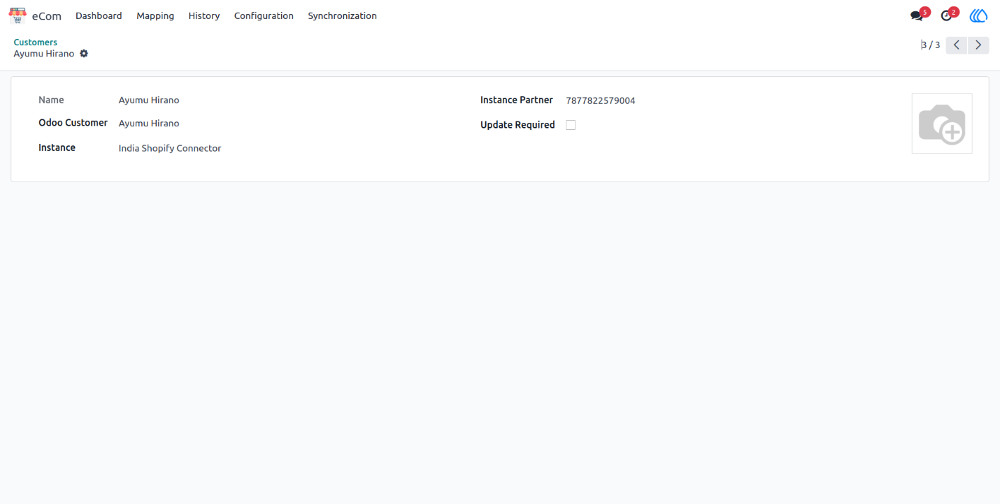 eCom Dashboard Mapping History Configuration Synchronization 5 2
Customers
Ayumu Hirano
3 / 3
Name Ayumu Hirano
Odoo Customer Ayumu Hirano
Instance India Shopify Connector
Instance Partner 7877822579004
Update Required